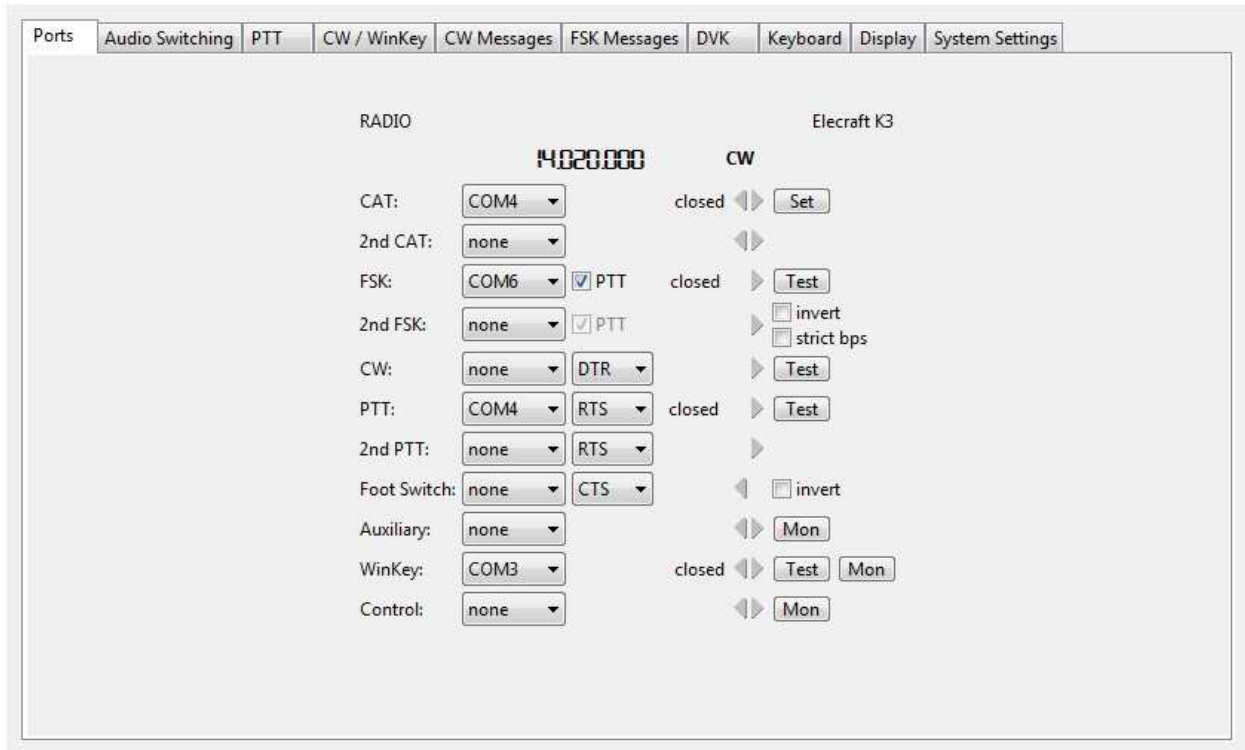 Ports Audio Switching PTT CW / WinKey CW Messages FSK Messages DVK Keyboard Display System Settings
RADIO Elecraft K3
14.020.000 CW
CAT: COM4 closed Set
2nd CAT: none
FSK: COM6 PTT closed Test
2nd FSK: none PTT invert
strict bps
CW: none DTR Test
PTT: COM4 RTS closed Test
2nd PTT: none RTS
Foot Switch: none CTS invert
Auxiliary: none Mon
WinKey: COM3 closed Test Mon
Control: none Mon